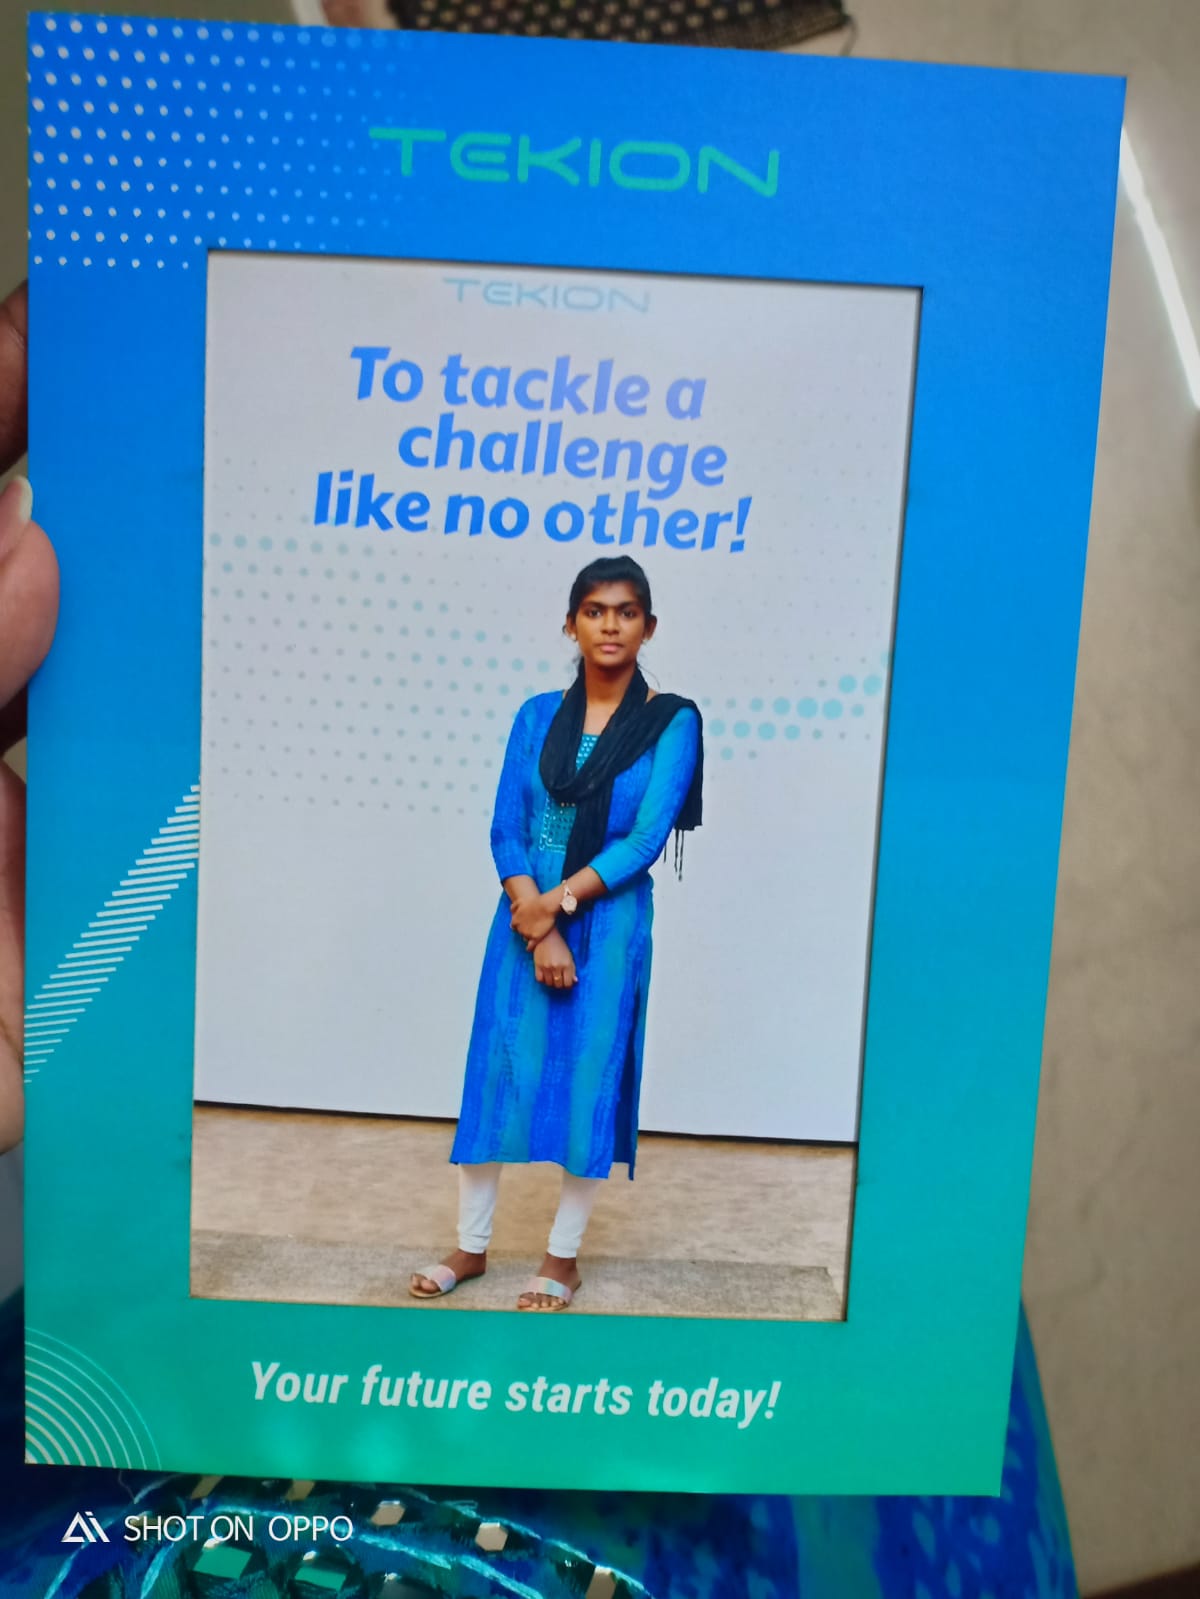 TEKION
TEKION
To tackle a
challenge
like no other!
Your future starts today!
SHOT ON OPPO